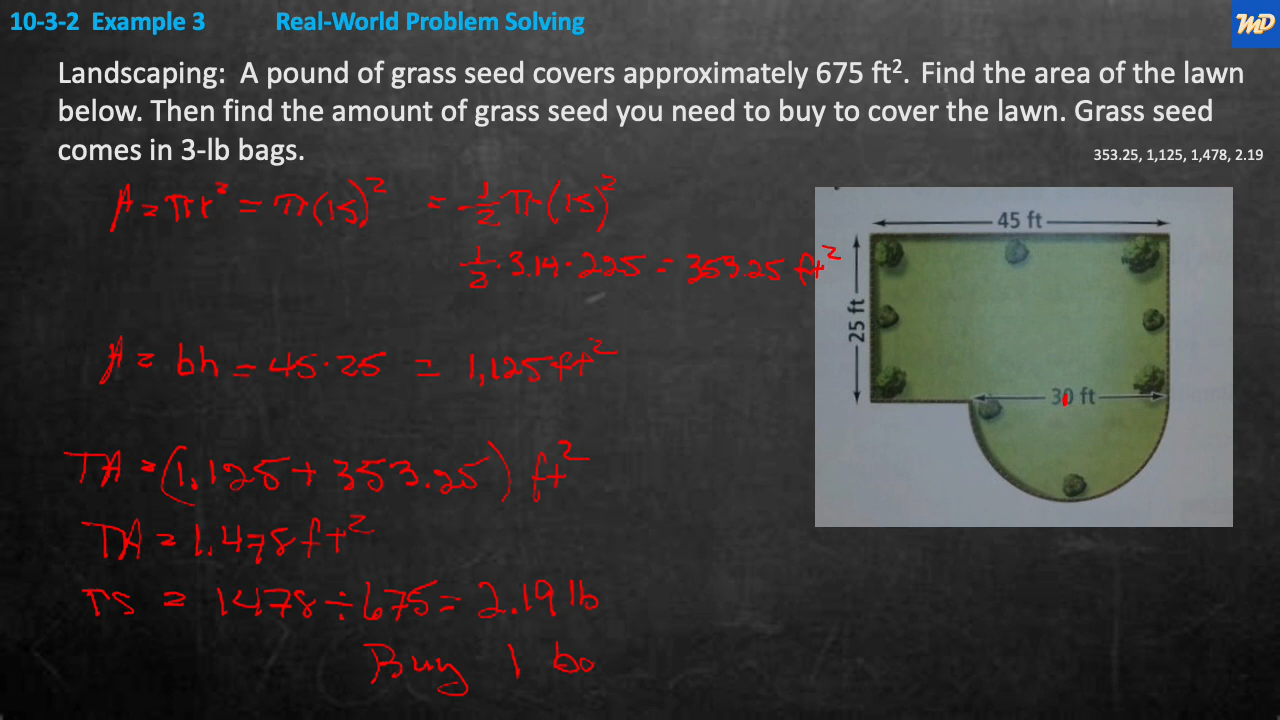 10-3-2 Example 3 Real-World Problem Solving
MD
Landscaping: A pound of grass seed covers approximately 675 ft². Find the area of the lawn
below. Then find the amount of grass seed you need to buy to cover the lawn. Grass seed
comes in 3-lb bags.
353.25, 1,125, 1,478, 2.19
A = πr² = π(15)² = 1/2 π(15)²
1/2 · 3.14 · 225 = 353.25 ft²
A = bh = 45·25 = 1,125 ft²
TA = (1,125 + 353.25) ft²
TA = 1,478 ft²
TS = 1478 ÷ 675 = 2.19 lb
Buy 1 ba
45 ft
25 ft
30 ft